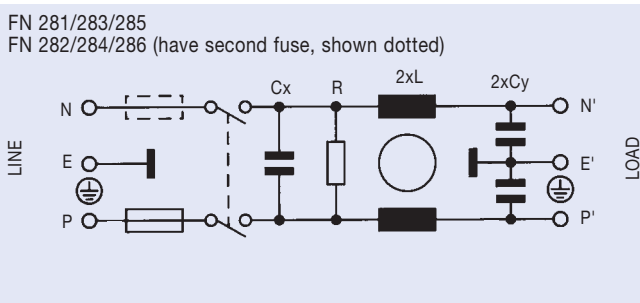 FN 281/283/285
FN 282/284/286 (have second fuse, shown dotted)
Cx R 2xL 2xCy
N N'
LINE E E' LOAD
P P'